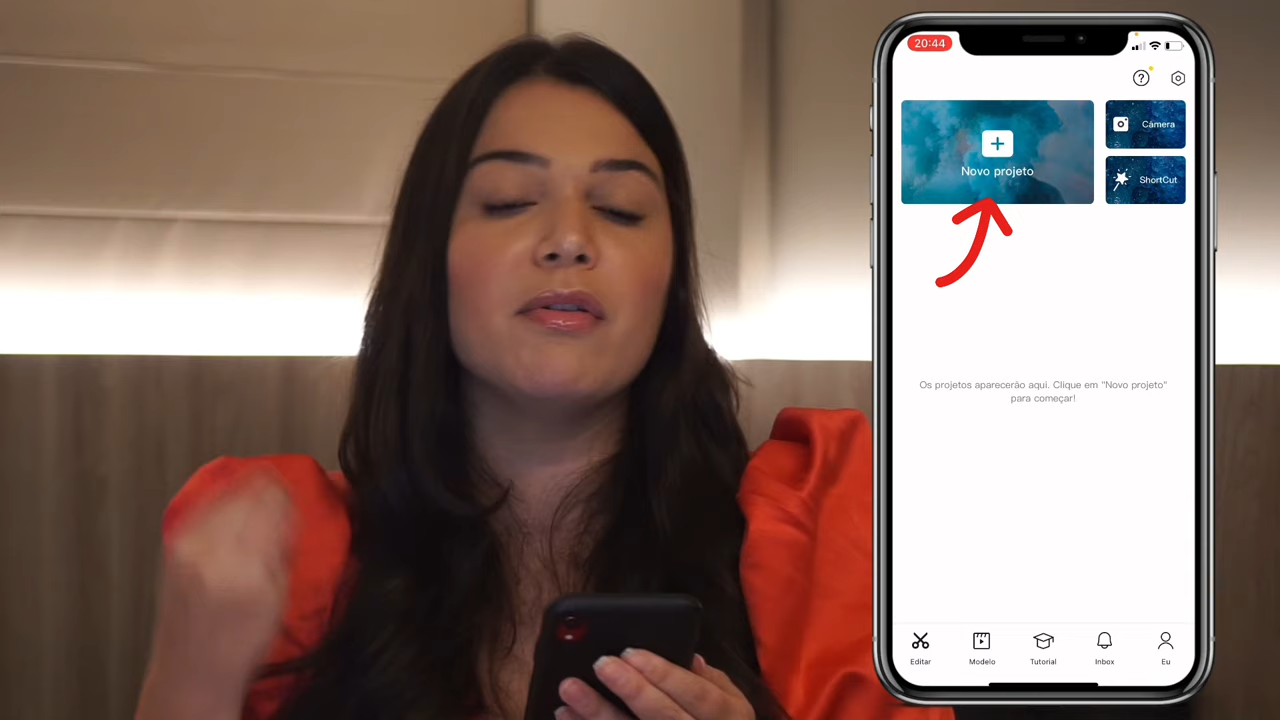 20:44
Novo projeto
Câmera
ShortCut
Os projetos aparecerão aqui. Clique em "Novo projeto"
para começar!
Editar
Modelo
Tutorial
Inbox
Eu